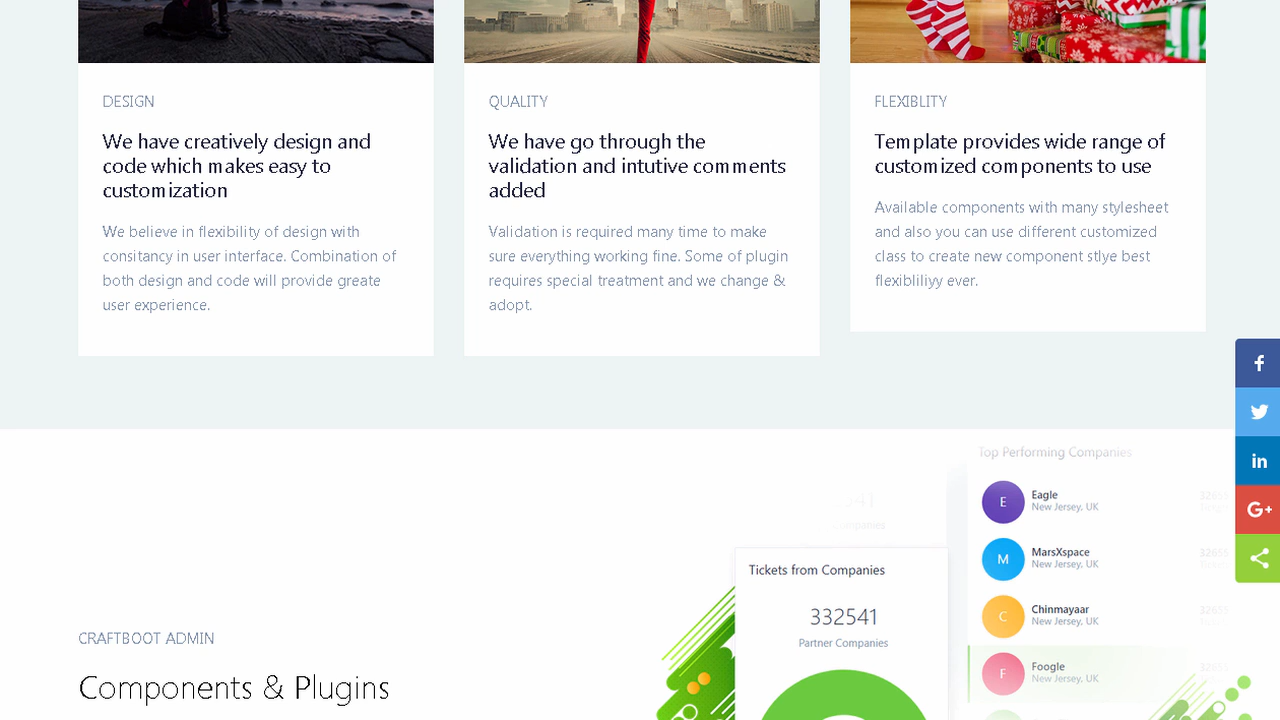 DESIGN
We have creatively design and
code which makes easy to
customization
We believe in flexibility of design with
consitancy in user interface. Combination of
both design and code will provide greate
user experience.
QUALITY
We have go through the
validation and intutive comments
added
Validation is required many time to make
sure everything working fine. Some of plugin
requires special treatment and we change &
adopt.
FLEXIBLITY
Template provides wide range of
customized components to use
Available components with many stylesheet
and also you can use different customized
class to create new component stlye best
flexibliliyy ever.
CRAFTBOOT ADMIN
Components & Plugins
Tickets from Companies
332541
Partner Companies
Top Performing Companies
E
Eagle
New Jersey, UK
32655
M
MarsXspace
New Jersey, UK
32655
C
Chinmayaar
New Jersey, UK
32655
F
Foogle
New Jersey, UK
f
in
G+